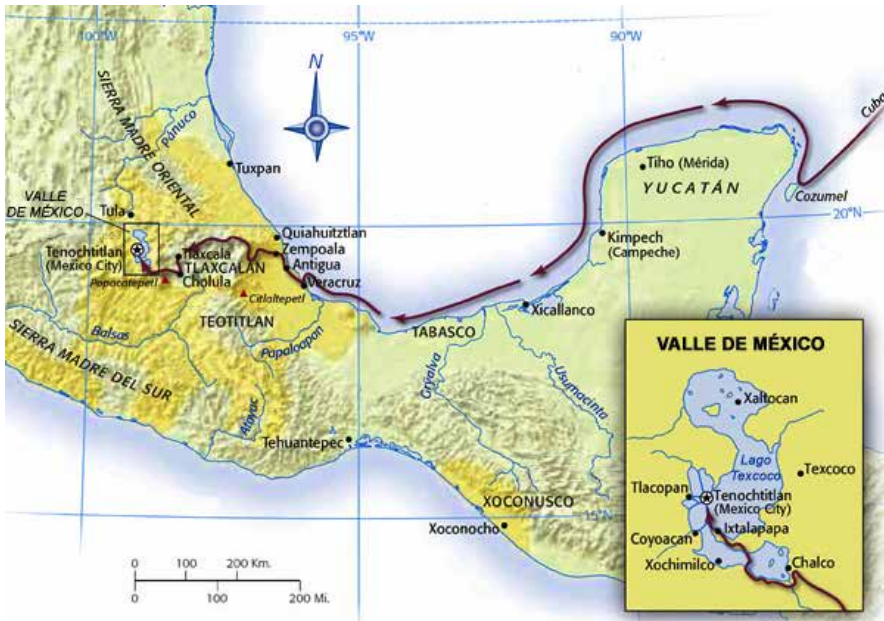 100°W
95°W
90°W
N
Cuba
SIERRA MADRE ORIENTAL
Pánuco
Tuxpan
Tiho (Mérida)
YUCATÁN
Cozumel
20°N
VALLE
DE MÉXICO
Tula
Quiahuitztlan
Kimpech
(Campeche)
Tenochtitlan
(Mexico City)
Tlaxcala
Zempoala
TLAXCALAN
Antigua
Popocatepetl
Cholula
Veracruz
Citlaltepetl
Xicallanco
TEOTITLAN
TABASCO
Balsas
Papaloapan
SIERRA MADRE DEL SUR
Gryalva
Usumacinta
Atoyac
Tehuantepec
XOCONUSCO
Xoconocho
15°N
0 100 200 Km.
0 100 200 Mi.
VALLE DE MÉXICO
Xaltocan
Lago
Texcoco
Texcoco
Tlacopan
Tenochtitlan
(Mexico City)
Ixtalapapa
Coyoacan
Xochimilco
Chalco